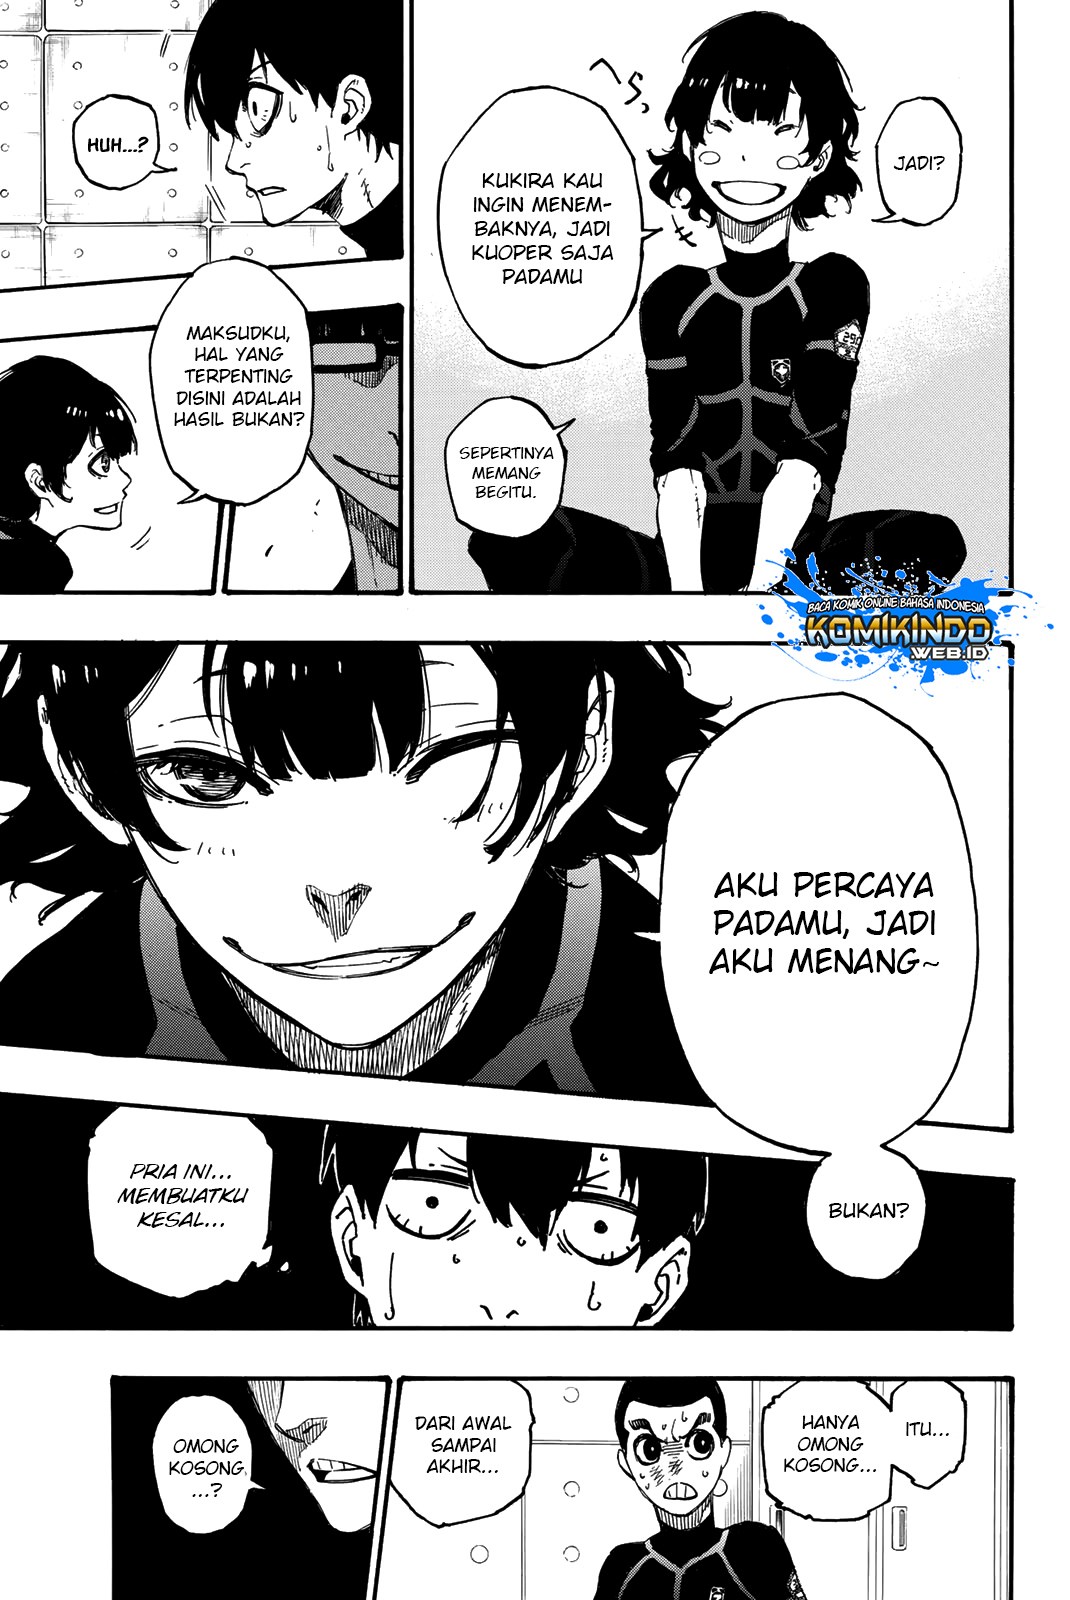 JADI?
へら,
KUKIRA KAU
INGIN MENEM-
BAKNYA, JADI
KUOPER SAJA
PADAMU
SEPERTINYA
MEMANG
BEGITU.
HUH...?
MAKSUDKU,
HAL YANG
TERPENTING
DISINI ADALAH
HASIL BUKAN?
BACA KOMIK ONLINE BAHASA INDONESIA
KOMIKINDO
WEB.ID
AKU PERCAYA
PADAMU, JADI
AKU MENANG~
BUKAN?
PRIA INI...
MEMBUATKU
KESAL...
ITU...
HANYA
OMONG
KOSONG...
DARI AWAL
SAMPAI
AKHIR...
OMONG
KOSONG
...?